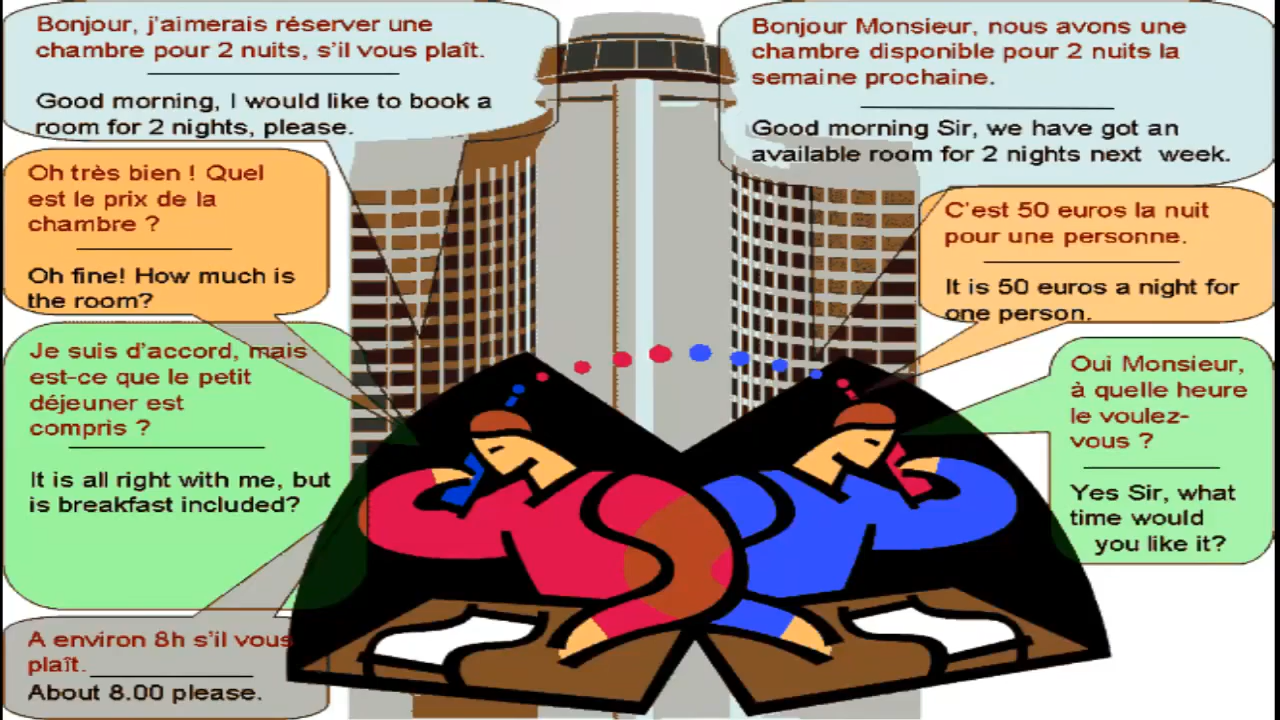 Bonjour, j'aimerais réserver une
chambre pour 2 nuits, s'il vous plaît.
Good morning, I would like to book a
room for 2 nights, please.
Bonjour Monsieur, nous avons une
chambre disponible pour 2 nuits la
semaine prochaine.
Good morning Sir, we have got an
available room for 2 nights next week.
Oh très bien ! Quel
est le prix de la
chambre ?
Oh fine! How much is
the room?
C'est 50 euros la nuit
pour une personne.
It is 50 euros a night for
one person.
Je suis d'accord, mais
est-ce que le petit
déjeuner est
compris ?
It is all right with me, but
is breakfast included?
Oui Monsieur,
à quelle heure
le voulez-
vous ?
Yes Sir, what
time would
you like it?
A environ 8h s'il vous
plaît.
About 8.00 please.